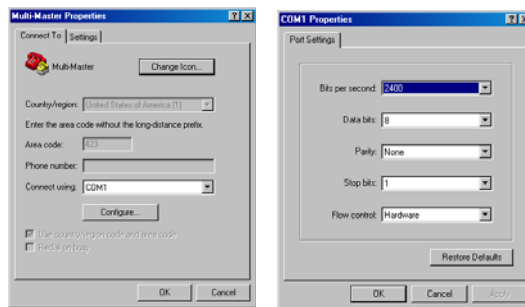 Multi-Master Properties
Connect To
Settings
Multi-Master
Change Icon...
Country/region: United States of America (1)
Enter the area code without the long-distance prefix.
Area code: 423
Phone number:
Connect using: COM1
Configure...
Use country/region code and area code
Redial on busy
OK
Cancel
COM1 Properties
Port Settings
Bits per second: 2400
Data bits: 8
Parity: None
Stop bits: 1
Flow control: Hardware
Restore Defaults
OK
Cancel
Apply